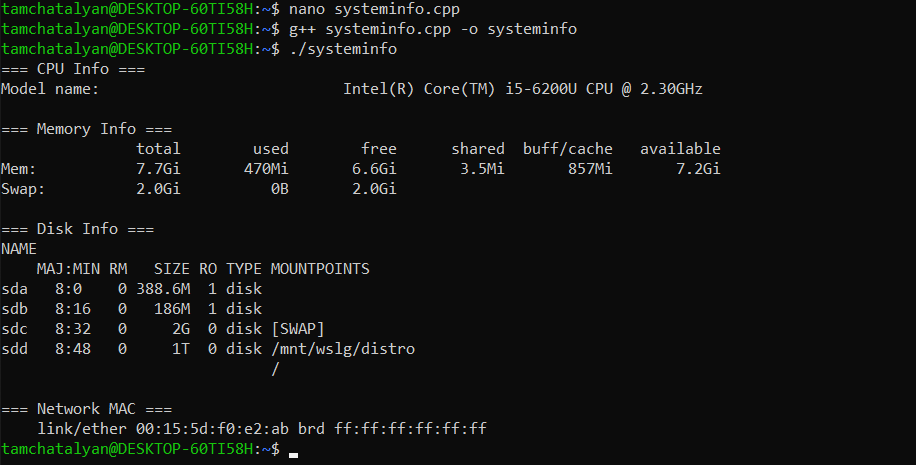 tamchatalyan@DESKTOP-60TI58H:~$ nano systeminfo.cpp
tamchatalyan@DESKTOP-60TI58H:~$ g++ systeminfo.cpp -o systeminfo
tamchatalyan@DESKTOP-60TI58H:~$ ./systeminfo
=== CPU Info ===
Model name:                           Intel(R) Core(TM) i5-6200U CPU @ 2.30GHz

=== Memory Info ===
               total        used        free      shared  buff/cache   available
Mem:           7.7Gi       470Mi       6.6Gi       3.5Mi       857Mi       7.2Gi
Swap:          2.0Gi          0B       2.0Gi

=== Disk Info ===
NAME
    MAJ:MIN RM   SIZE RO TYPE MOUNTPOINTS
sda   8:0    0 388.6M  1 disk
sdb   8:16   0   186M  1 disk
sdc   8:32   0     2G  0 disk [SWAP]
sdd   8:48   0     1T  0 disk /mnt/wslg/distro
                              /

=== Network MAC ===
    link/ether 00:15:5d:f0:e2:ab brd ff:ff:ff:ff:ff:ff
tamchatalyan@DESKTOP-60TI58H:~$